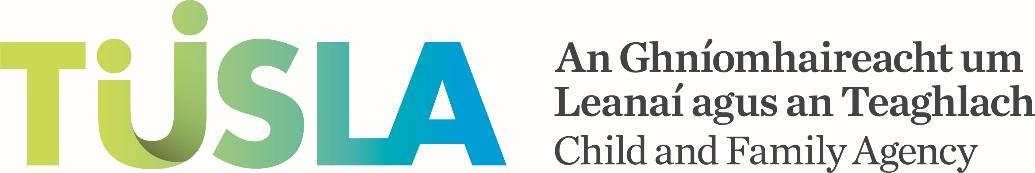 TUSLA
An Ghníomhaireacht um
Leanaí agus an Teaghlach
Child and Family Agency